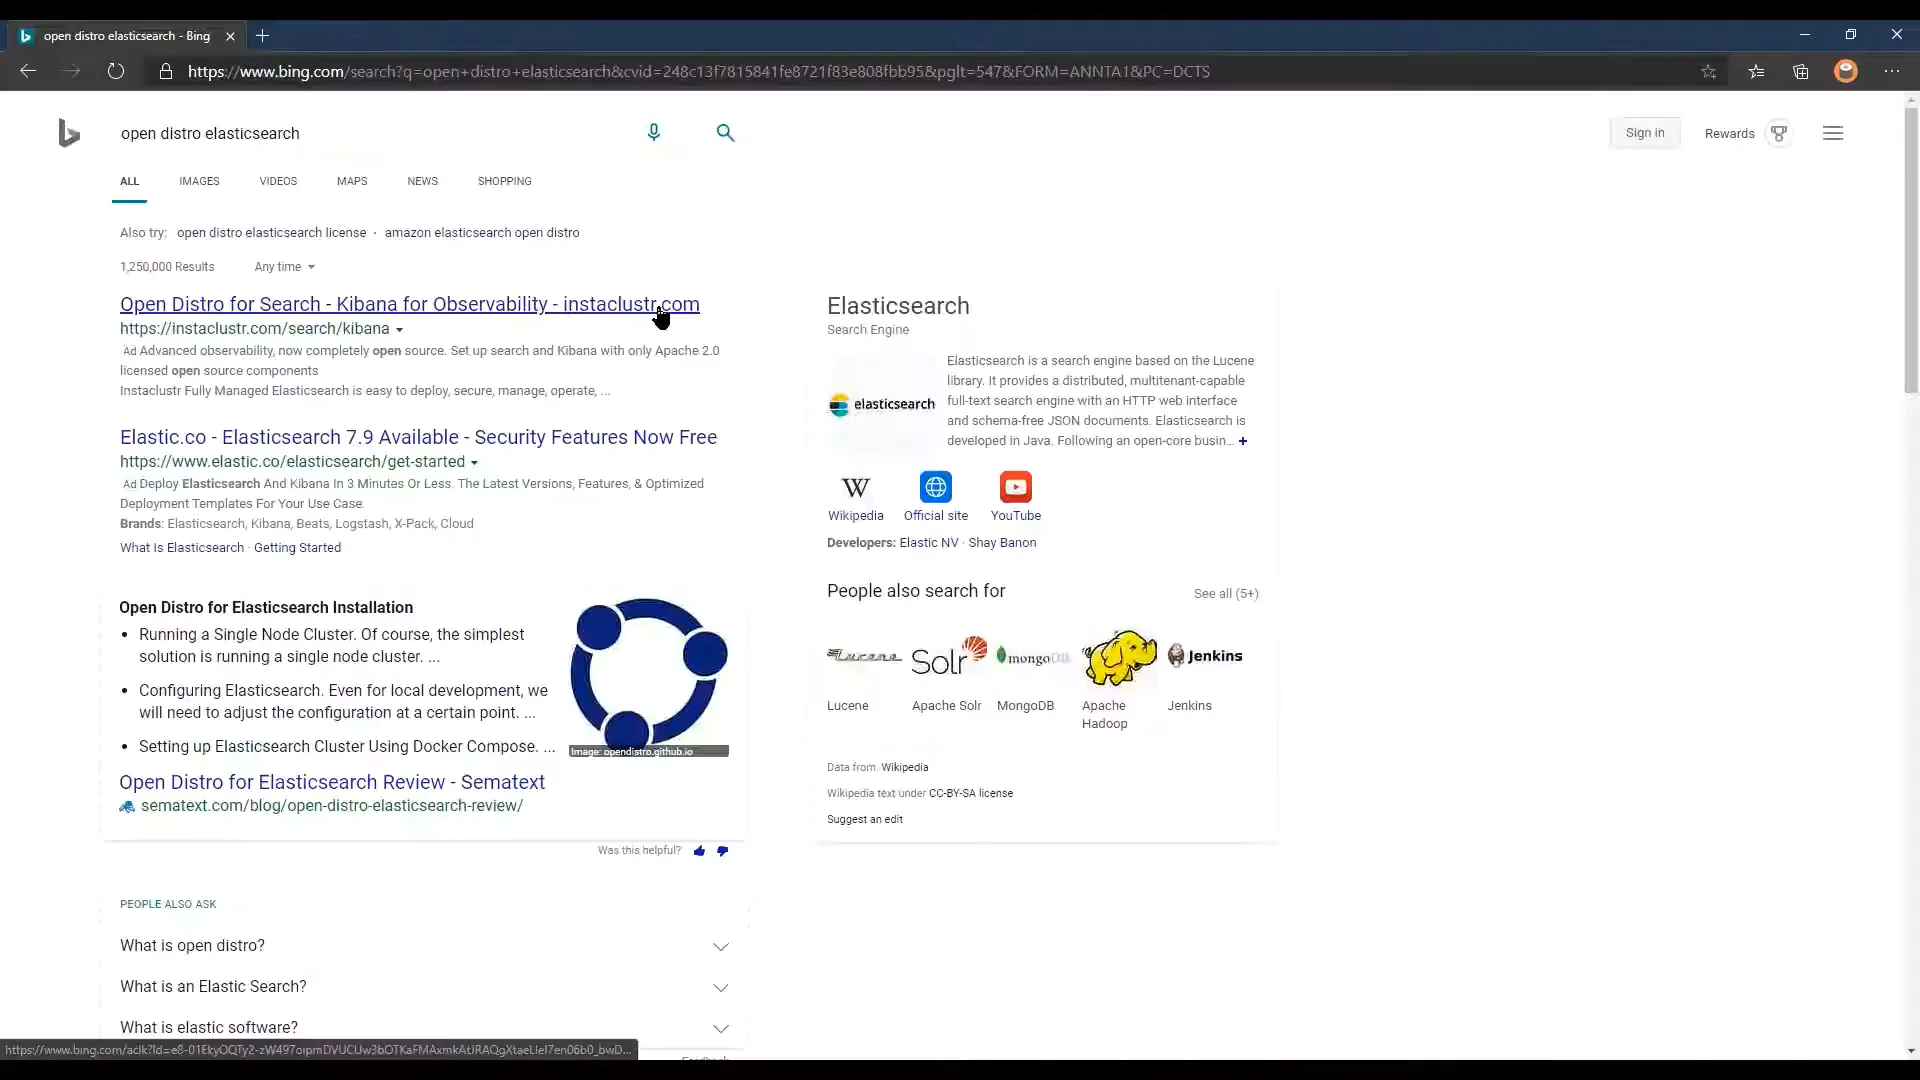 open distro elasticsearch - Bing
https://www.bing.com/search?q=open+distro+elasticsearch&cvid=248c13f7815841fe8721f83e808fbb95&pglt=547&FORM=ANNTA1&PC=DCTS
open distro elasticsearch
Sign in
Rewards
ALL IMAGES VIDEOS MAPS NEWS SHOPPING
Also try: open distro elasticsearch license · amazon elasticsearch open distro
1,250,000 Results Any time
Open Distro for Search - Kibana for Observability - instaclustr.com
https://instaclustr.com/search/kibana
Ad Advanced observability, now completely open source. Set up search and Kibana with only Apache 2.0
licensed open source components
Instaclustr Fully Managed Elasticsearch is easy to deploy, secure, manage, operate, ...
Elastic.co - Elasticsearch 7.9 Available - Security Features Now Free
https://www.elastic.co/elasticsearch/get-started
Ad Deploy Elasticsearch And Kibana In 3 Minutes Or Less. The Latest Versions, Features, & Optimized
Deployment Templates For Your Use Case.
Brands: Elasticsearch, Kibana, Beats, Logstash, X-Pack, Cloud
What Is Elasticsearch · Getting Started
Open Distro for Elasticsearch Installation
• Running a Single Node Cluster. Of course, the simplest
solution is running a single node cluster. ...
• Configuring Elasticsearch. Even for local development, we
will need to adjust the configuration at a certain point. ...
• Setting up Elasticsearch Cluster Using Docker Compose. ...
Image: opendistro.github.io
Open Distro for Elasticsearch Review - Sematext
sematext.com/blog/open-distro-elasticsearch-review/
Was this helpful?
PEOPLE ALSO ASK
What is open distro?
What is an Elastic Search?
What is elastic software?
Elasticsearch
Search Engine
elasticsearch
Elasticsearch is a search engine based on the Lucene
library. It provides a distributed, multitenant-capable
full-text search engine with an HTTP web interface
and schema-free JSON documents. Elasticsearch is
developed in Java. Following an open-core busin... +
W
Wikipedia Official site YouTube
Developers: Elastic NV · Shay Banon
People also search for
See all (5+)
Lucene Solr mongoDB Jenkins
Lucene Apache Solr MongoDB Apache Hadoop Jenkins
Data from: Wikipedia
Wikipedia text under CC-BY-SA license
Suggest an edit